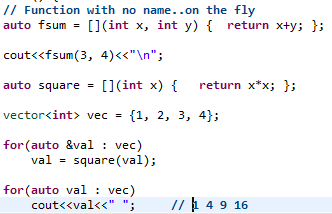 // Function with no name..on the fly
auto fsum = [](int x, int y) {  return x+y; };
cout<<fsum(3, 4)<<"\n";
auto square = [](int x) {   return x*x; };
vector<int> vec = {1, 2, 3, 4};
for(auto &val : vec)
    val = square(val);
for(auto val : vec)
    cout<<val<<" ";     // 1 4 9 16